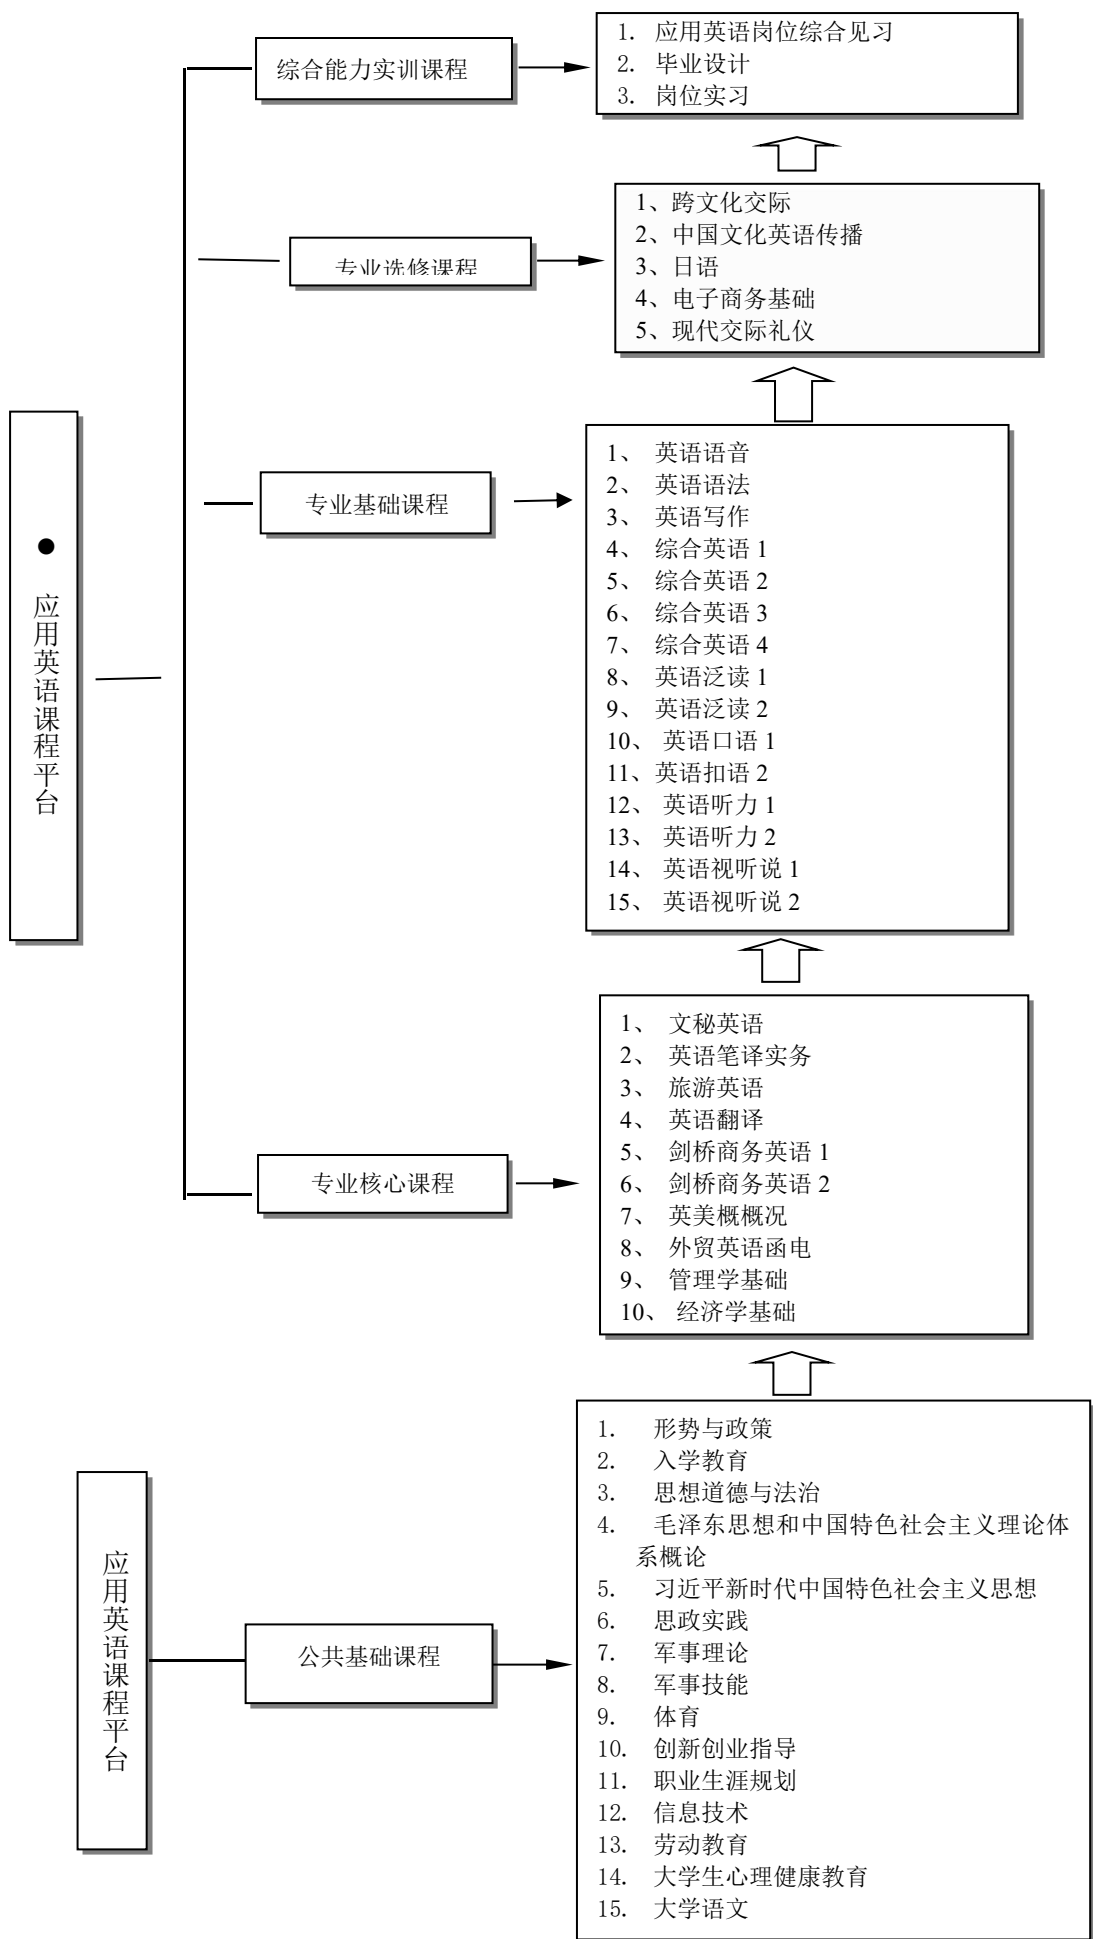 综合能力实训课程
1. 应用英语岗位综合见习
2. 毕业设计
3. 岗位实习
专业选修课程
1、跨文化交际
2、中国文化英语传播
3、日语
4、电子商务基础
5、现代交际礼仪
● 应用英语课程平台
专业基础课程
1、 英语语音
2、 英语语法
3、 英语写作
4、 综合英语 1
5、 综合英语 2
6、 综合英语 3
7、 综合英语 4
8、 英语泛读 1
9、 英语泛读 2
10、 英语口语 1
11、英语扣语 2
12、 英语听力 1
13、 英语听力 2
14、 英语视听说 1
15、 英语视听说 2
专业核心课程
1、 文秘英语
2、 英语笔译实务
3、 旅游英语
4、 英语翻译
5、 剑桥商务英语 1
6、 剑桥商务英语 2
7、 英美概概况
8、 外贸英语函电
9、 管理学基础
10、 经济学基础
应用英语课程平台
公共基础课程
1. 形势与政策
2. 入学教育
3. 思想道德与法治
4. 毛泽东思想和中国特色社会主义理论体
系概论
5. 习近平新时代中国特色社会主义思想
6. 思政实践
7. 军事理论
8. 军事技能
9. 体育
10. 创新创业指导
11. 职业生涯规划
12. 信息技术
13. 劳动教育
14. 大学生心理健康教育
15. 大学语文